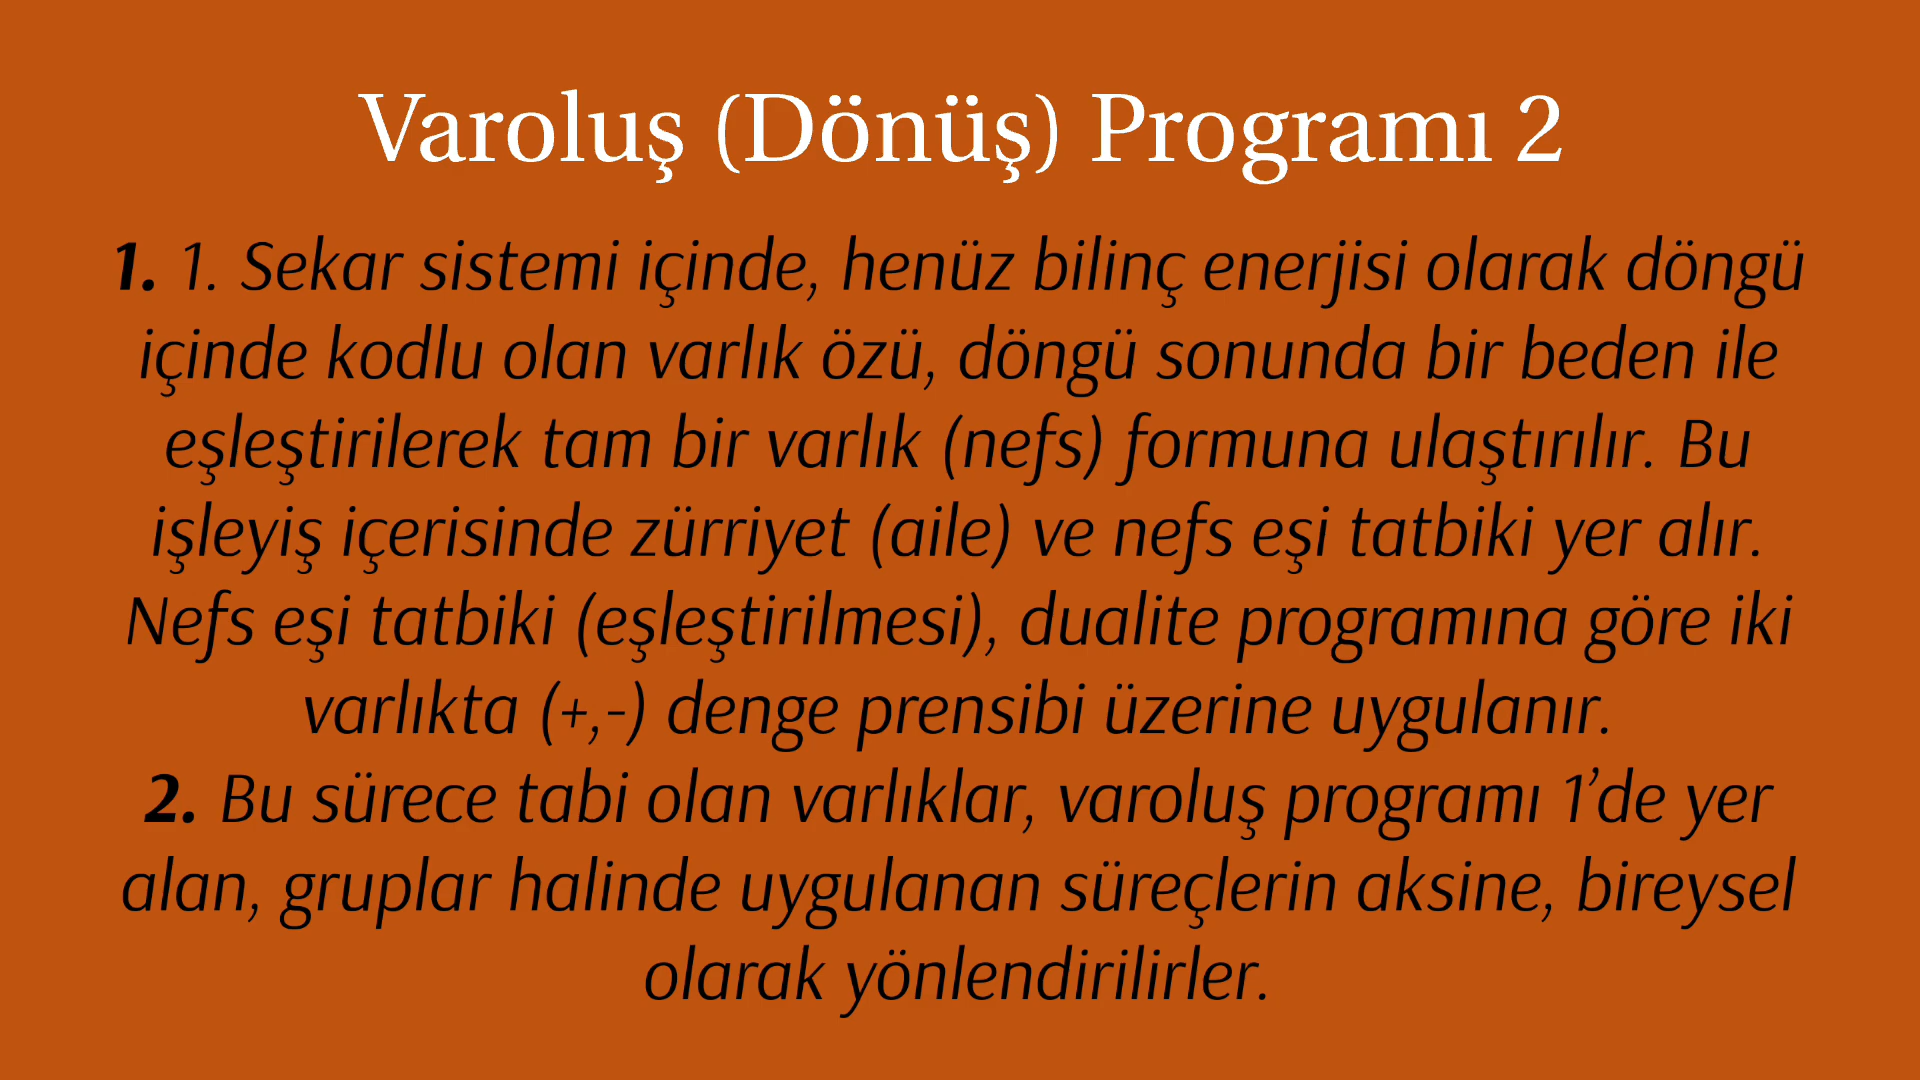 Varoluş (Dönüş) Programı 2
1. 1. Sekar sistemi içinde, henüz bilinç enerjisi olarak döngü
içinde kodlu olan varlık özü, döngü sonunda bir beden ile
eşleştirilerek tam bir varlık (nefs) formuna ulaştırılır. Bu
işleyiş içerisinde zürriyet (aile) ve nefs eşi tatbiki yer alır.
Nefs eşi tatbiki (eşleştirilmesi), dualite programına göre iki
varlıkta (+,-) denge prensibi üzerine uygulanır.
2. Bu sürece tabi olan varlıklar, varoluş programı 1’de yer
alan, gruplar halinde uygulanan süreçlerin aksine, bireysel
olarak yönlendirilirler.